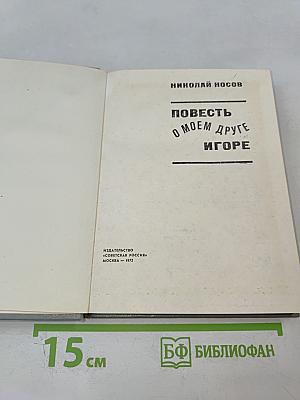 НИКОЛАЙ НОСОВ
ПОВЕСТЬ
О МОЕМ ДРУГЕ
ИГОРЕ
ИЗДАТЕЛЬСТВО
«СОВЕТСКАЯ РОССИЯ»
МОСКВА — 1972
15 см
БФ БИБЛИОФАН